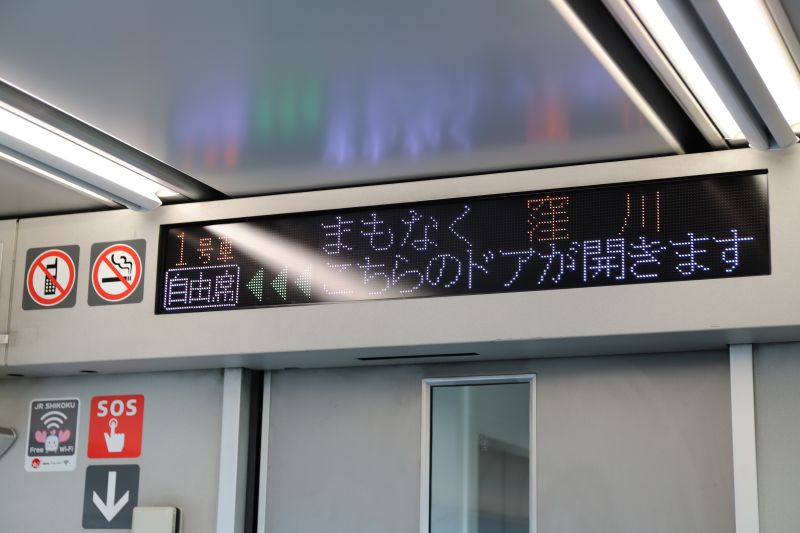 1号車 まもなく 窪川
自由席 こちらのドアが開きます
JR SHIKOKU
Free Wi-Fi
SOS